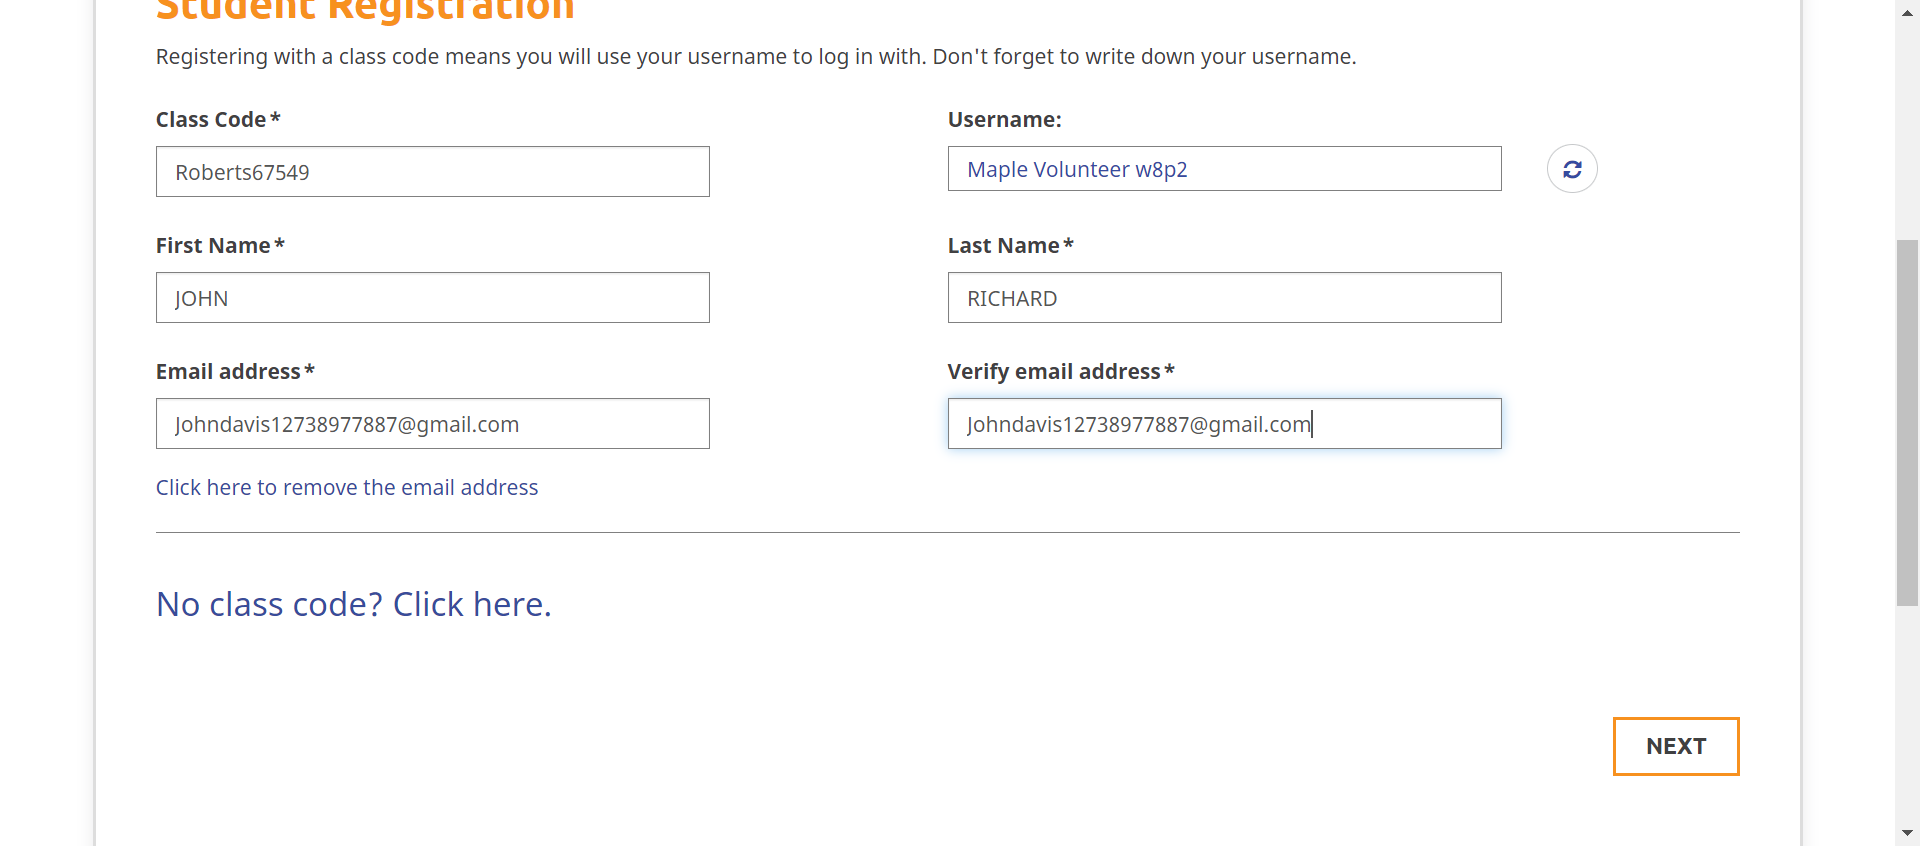 Student Registration
Registering with a class code means you will use your username to log in with. Don't forget to write down your username.
Class Code*
Username:
Roberts67549
Maple Volunteer w8p2
First Name*
Last Name*
JOHN
RICHARD
Email address*
Verify email address*
Johndavis12738977887@gmail.com
Johndavis12738977887@gmail.com
Click here to remove the email address
No class code? Click here.
NEXT